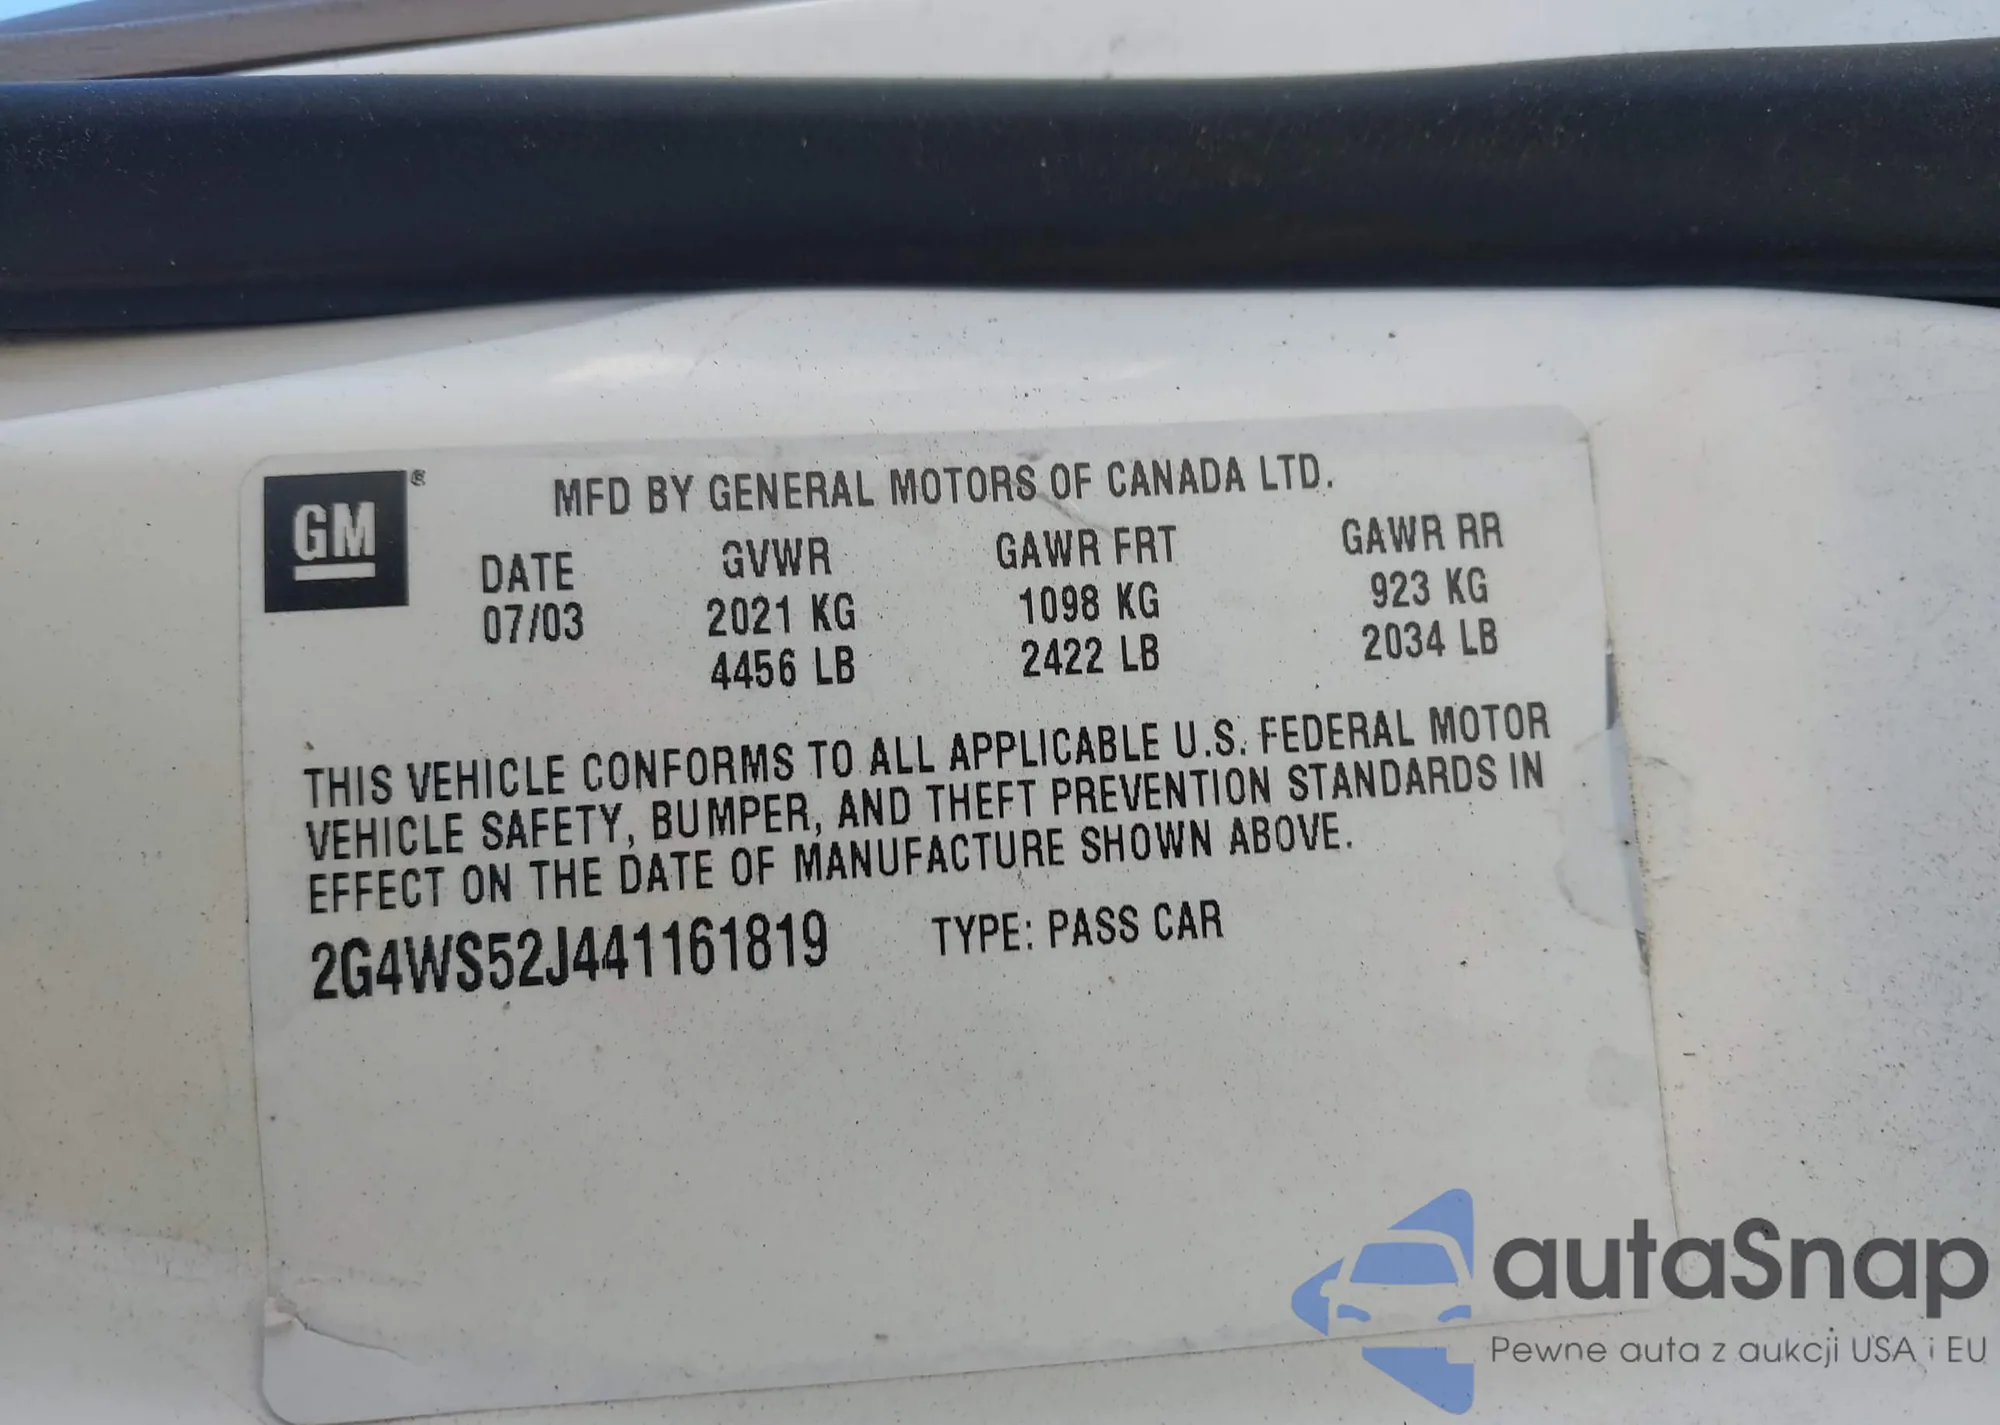 GM ®
MFD BY GENERAL MOTORS OF CANADA LTD.
DATE GVWR GAWR FRT GAWR RR
07/03 2021 KG 1098 KG 923 KG
4456 LB 2422 LB 2034 LB
THIS VEHICLE CONFORMS TO ALL APPLICABLE U.S. FEDERAL MOTOR
VEHICLE SAFETY, BUMPER, AND THEFT PREVENTION STANDARDS IN
EFFECT ON THE DATE OF MANUFACTURE SHOWN ABOVE.
2G4WS52J441161819 TYPE: PASS CAR
autaSnap
Pewne auta z aukcji USA i EU